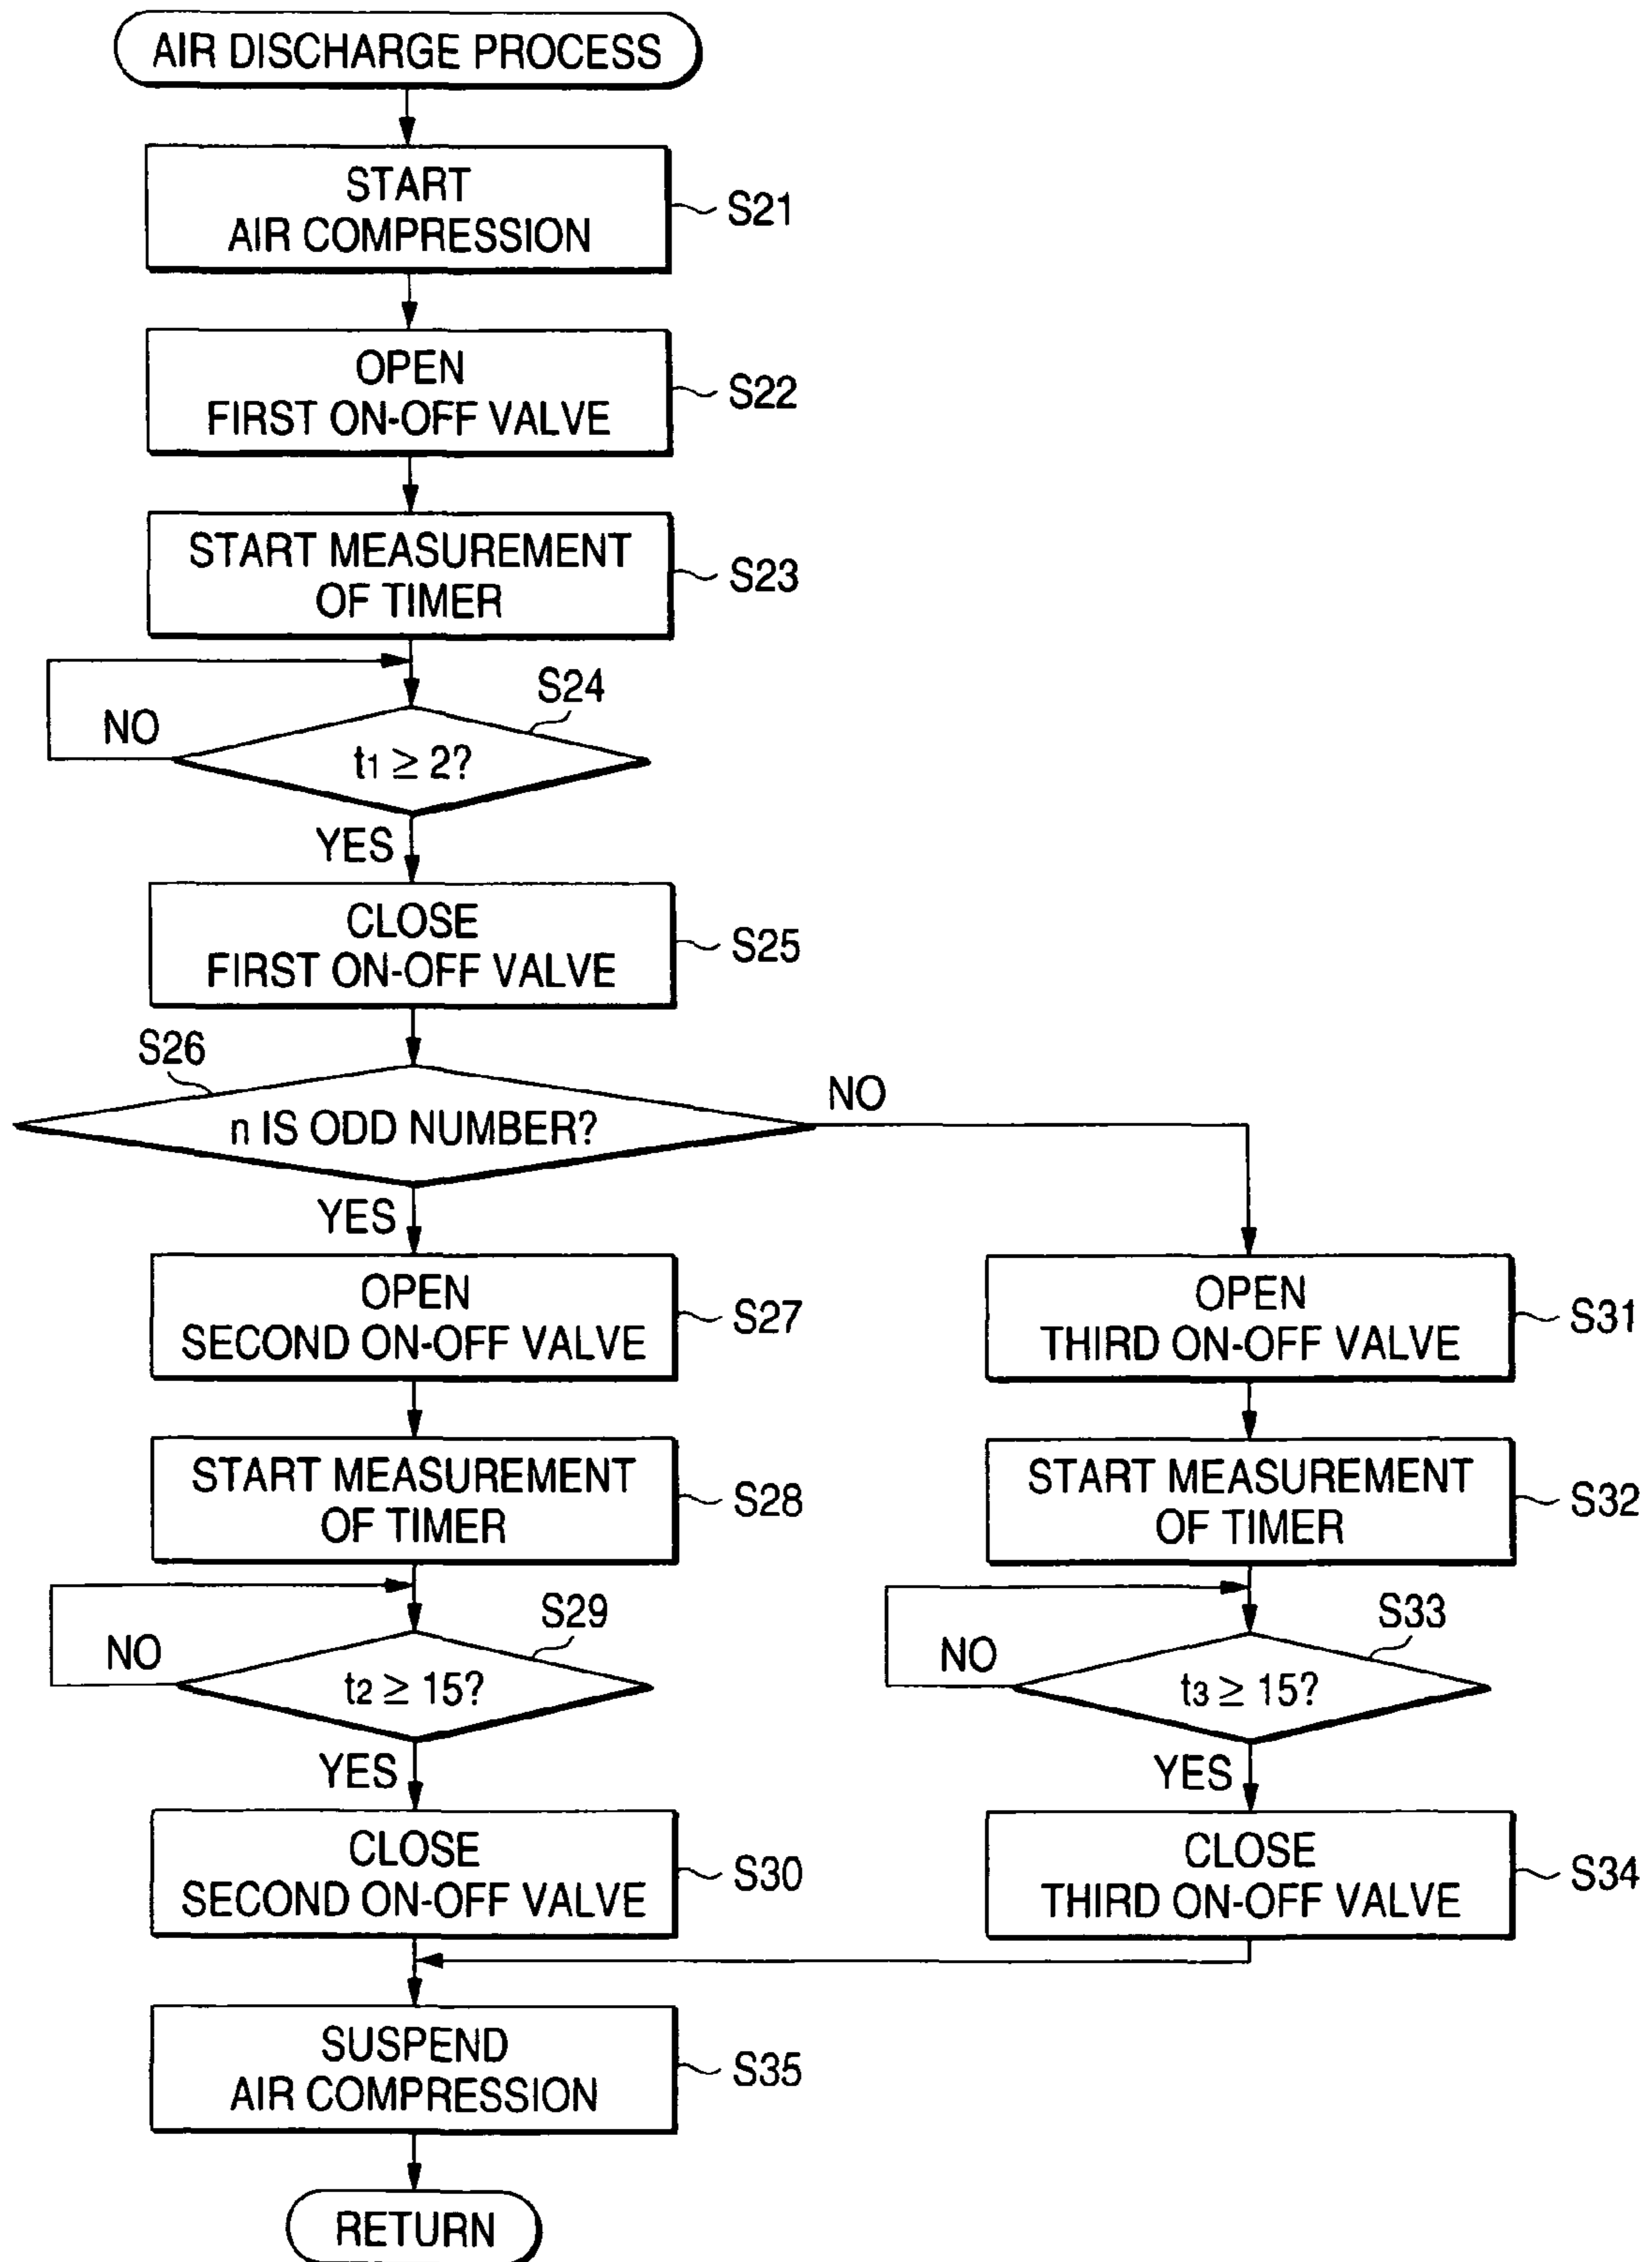 AIR DISCHARGE PROCESS
START
AIR COMPRESSION
S21
OPEN
FIRST ON-OFF VALVE
S22
START MEASUREMENT
OF TIMER
S23
S24
NO
t1 ≥ 2?
YES
CLOSE
FIRST ON-OFF VALVE
S25
S26
n IS ODD NUMBER?
NO
YES
OPEN
SECOND ON-OFF VALVE
S27
START MEASUREMENT
OF TIMER
S28
S29
NO
t2 ≥ 15?
YES
CLOSE
SECOND ON-OFF VALVE
S30
OPEN
THIRD ON-OFF VALVE
S31
START MEASUREMENT
OF TIMER
S32
S33
NO
t3 ≥ 15?
YES
CLOSE
THIRD ON-OFF VALVE
S34
SUSPEND
AIR COMPRESSION
S35
RETURN